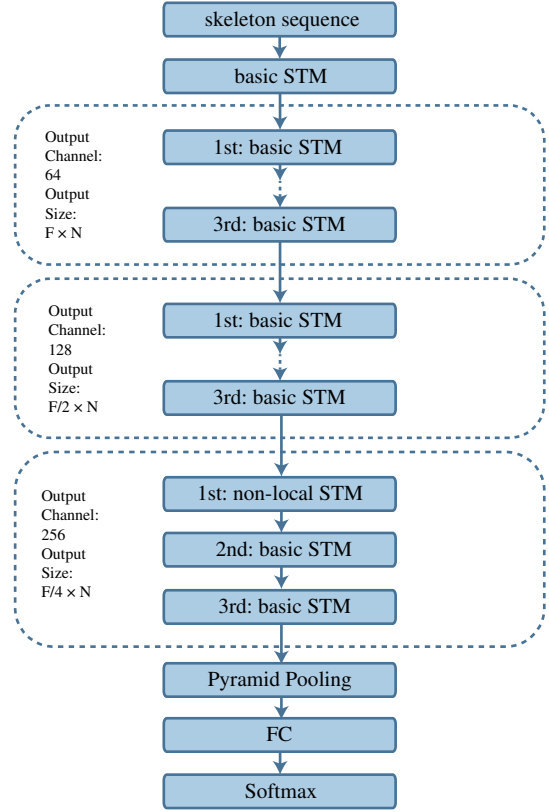 skeleton sequence
basic STM
Output
Channel:
64
Output
Size:
F × N
1st: basic STM
3rd: basic STM
Output
Channel:
128
Output
Size:
F/2 × N
1st: basic STM
3rd: basic STM
Output
Channel:
256
Output
Size:
F/4 × N
1st: non-local STM
2nd: basic STM
3rd: basic STM
Pyramid Pooling
FC
Softmax